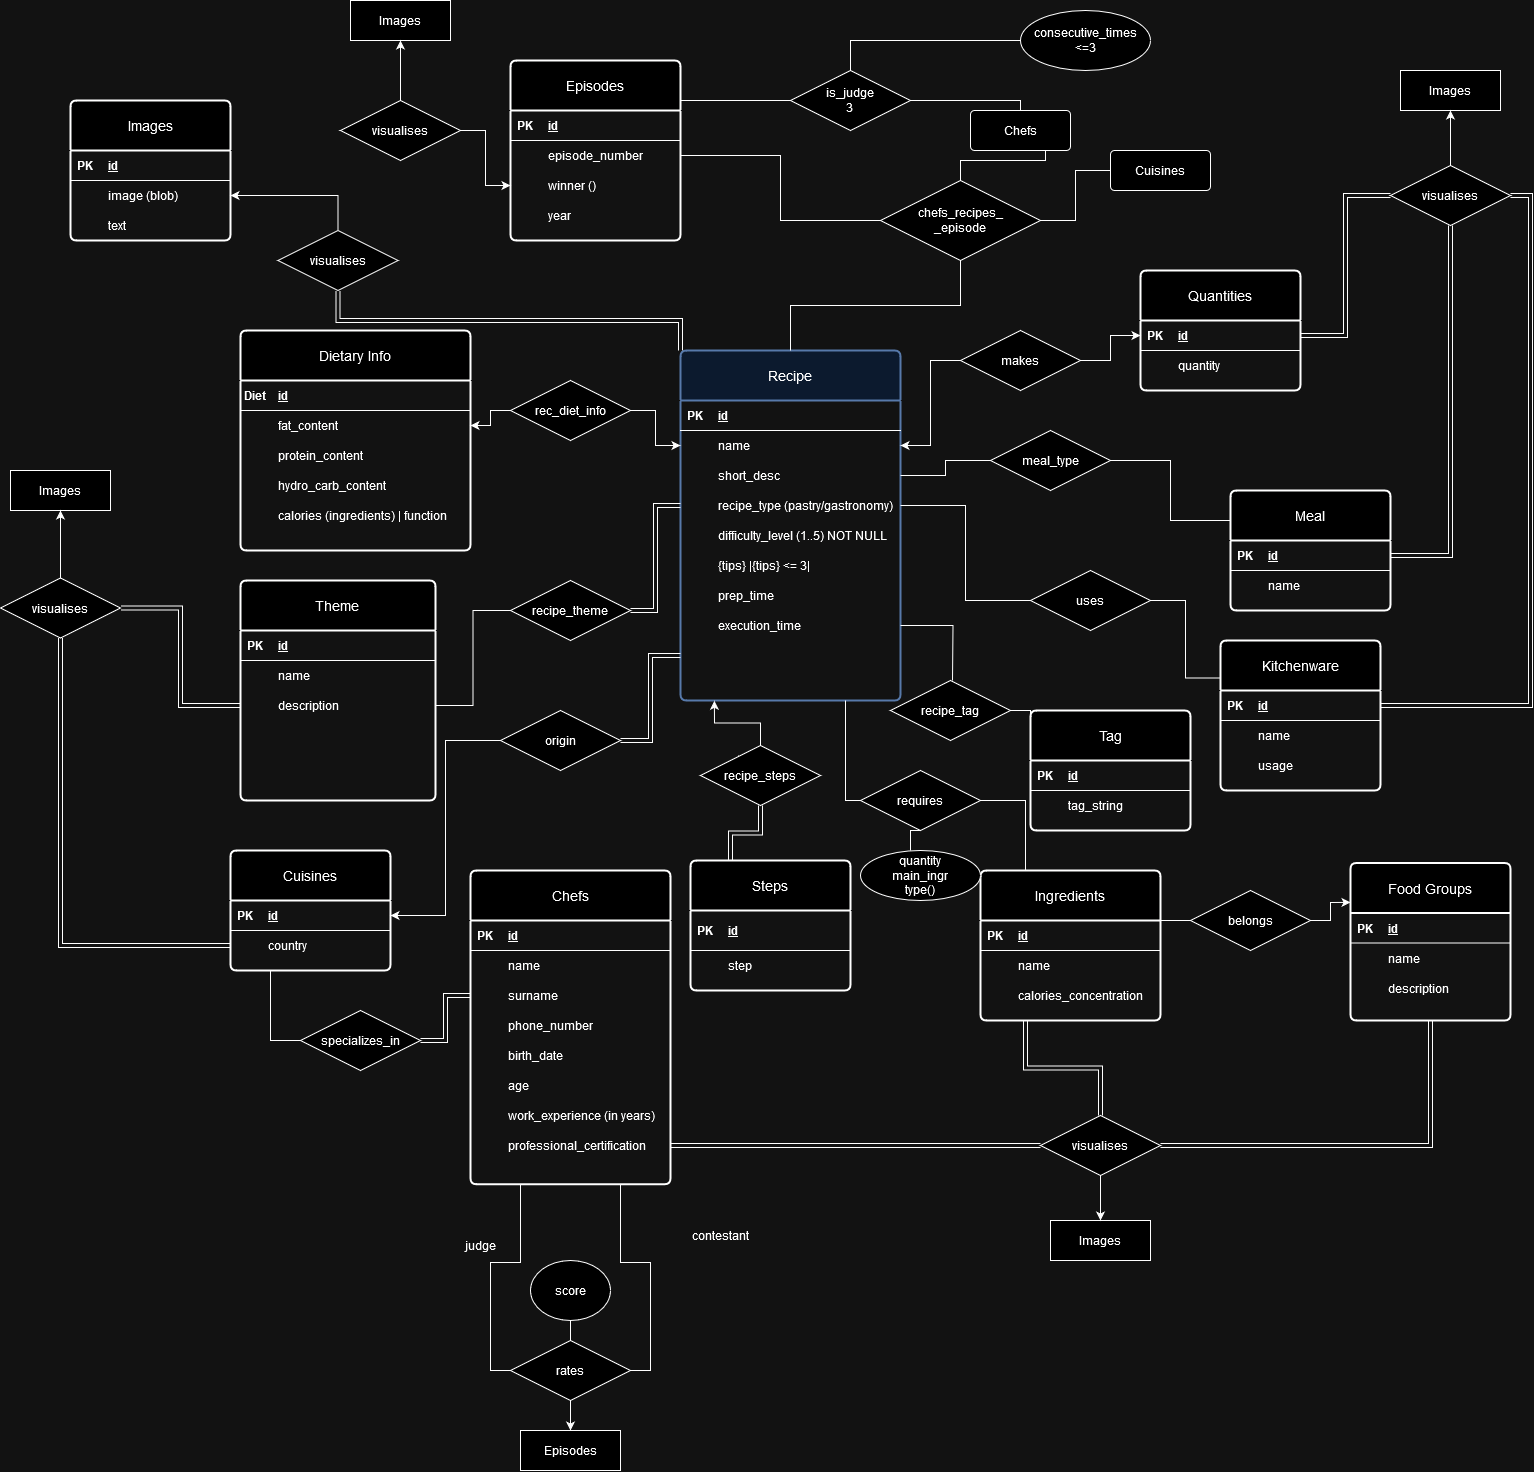 Images
consecutive_times
<=3
Episodes
is_judge
3
Images
Images
visualises
PK id
Chefs
episode_number
PK id
Cuisines
winner ()
visualises
image (blob)
year
chefs_recipes_
_episode
text
visualises
Quantities
PK id
quantity
makes
Dietary Info
Recipe
Diet id
rec_diet_info
PK id
fat_content
name
protein_content
short_desc
meal_type
hydro_carb_content
recipe_type (pastry/gastronomy)
calories (ingredients) | function
difficulty_level (1..5) NOT NULL
{tips} |{tips} <= 3|
prep_time
execution_time
Meal
PK id
name
Images
visualises
Theme
recipe_theme
uses
PK id
name
description
Kitchenware
PK id
name
usage
origin
recipe_tag
Tag
PK id
tag_string
recipe_steps
requires
quantity
main_ingr
type()
Cuisines
PK id
country
Chefs
PK id
name
surname
phone_number
birth_date
age
work_experience (in years)
professional_certification
Steps
PK id
step
Ingredients
PK id
name
calories_concentration
belongs
Food Groups
PK id
name
description
specializes_in
visualises
Images
judge
contestant
score
rates
Episodes